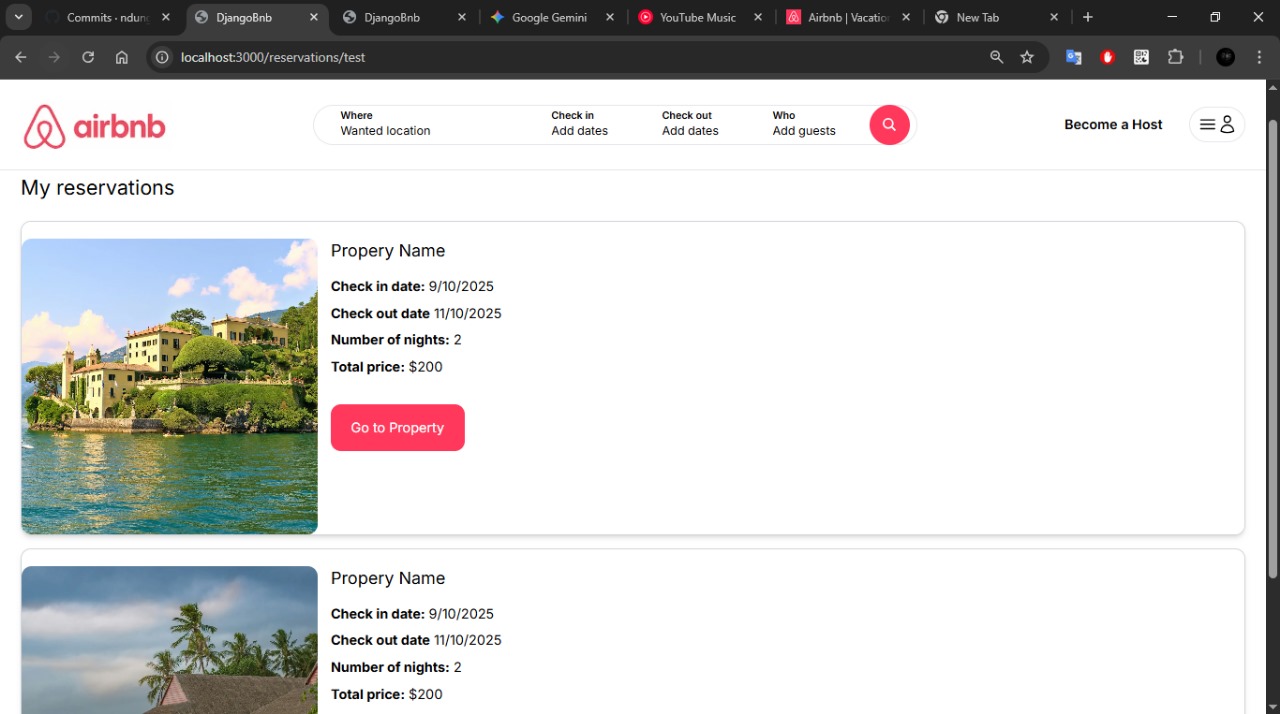 Commits · ndung
DjangoBnb
DjangoBnb
Google Gemini
YouTube Music
Airbnb | Vacatio
New Tab
localhost:3000/reservations/test
airbnb
Where
Wanted location
Check in
Add dates
Check out
Add dates
Who
Add guests
Become a Host
My reservations
Propery Name
Check in date: 9/10/2025
Check out date 11/10/2025
Number of nights: 2
Total price: $200
Go to Property
Propery Name
Check in date: 9/10/2025
Check out date 11/10/2025
Number of nights: 2
Total price: $200